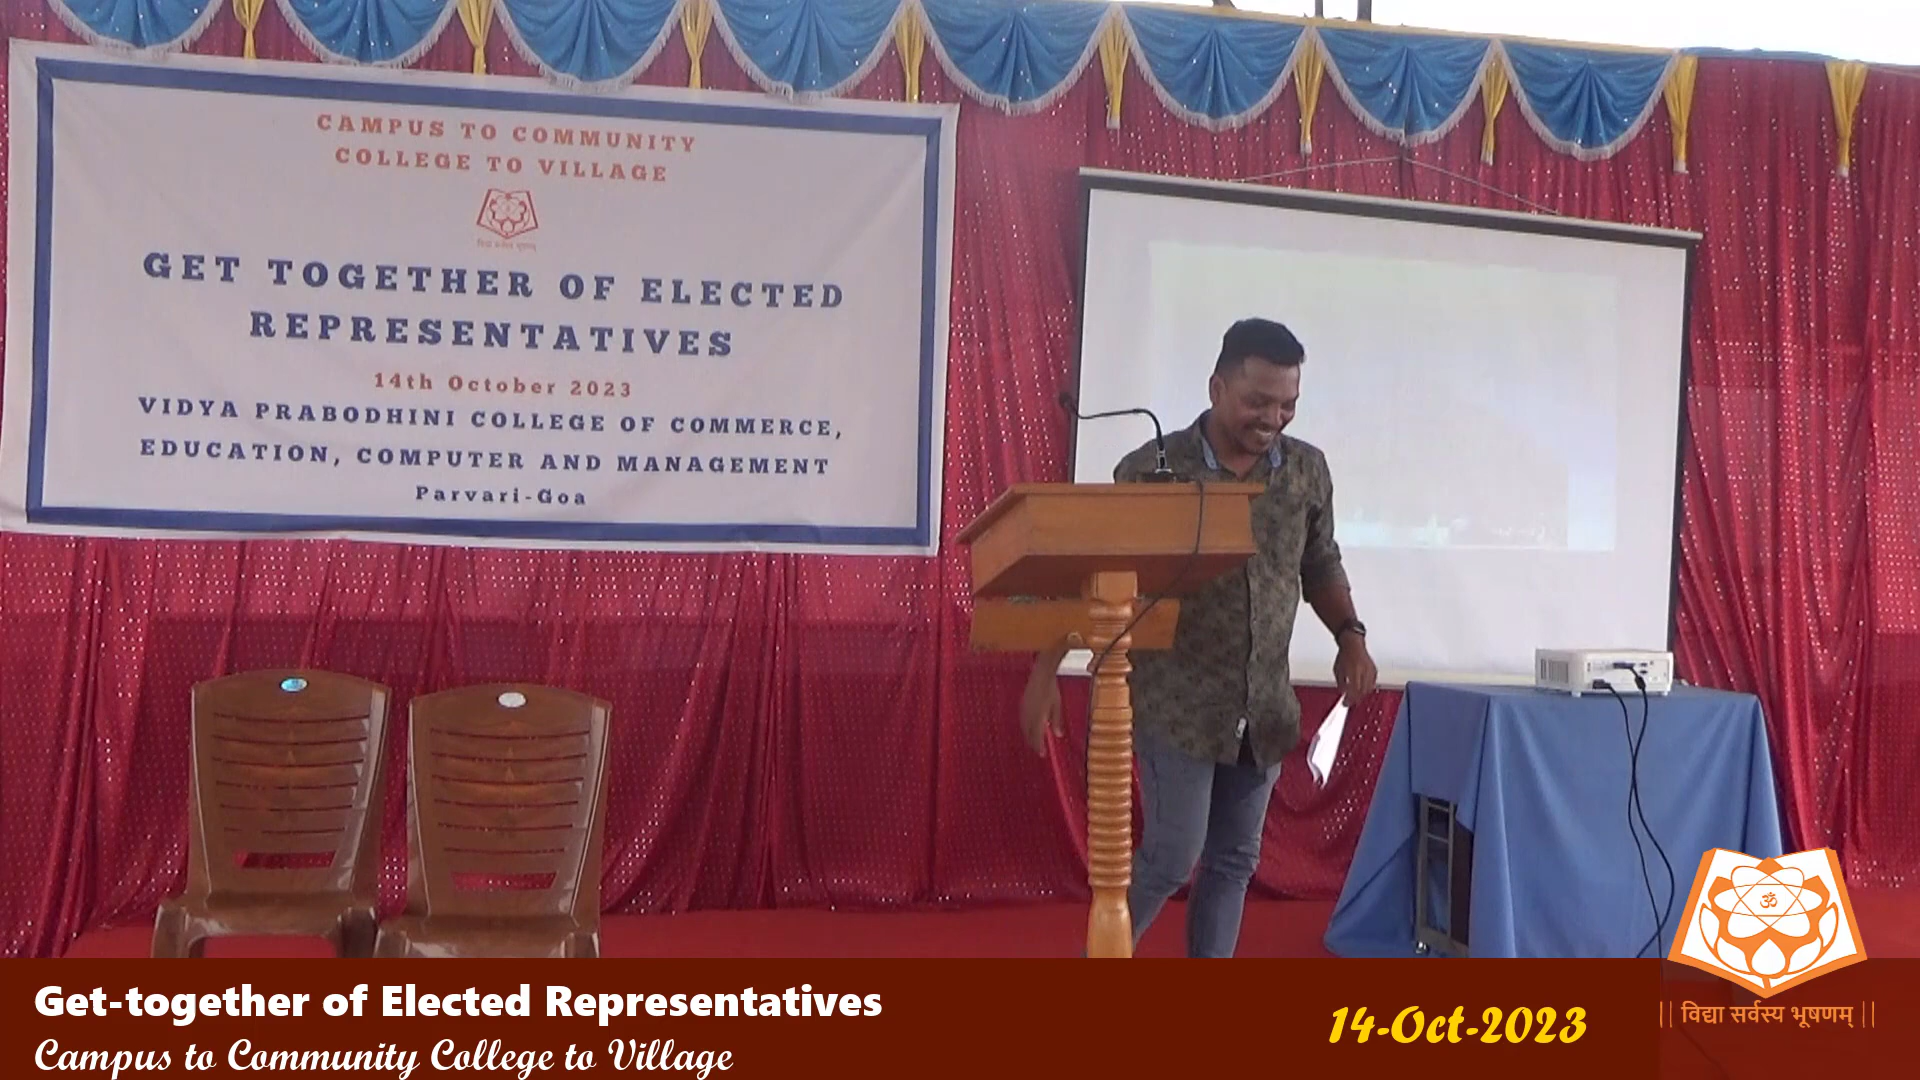 CAMPUS TO COMMUNITY
COLLEGE TO VILLAGE
GET TOGETHER OF ELECTED
REPRESENTATIVES
14th October 2023
VIDYA PRABODHINI COLLEGE OF COMMERCE,
EDUCATION, COMPUTER AND MANAGEMENT
Parvari-Goa
Get-together of Elected Representatives
Campus to Community College to Village
14-Oct-2023
ॐ
|| विद्या सर्वस्य भूषणम् ||